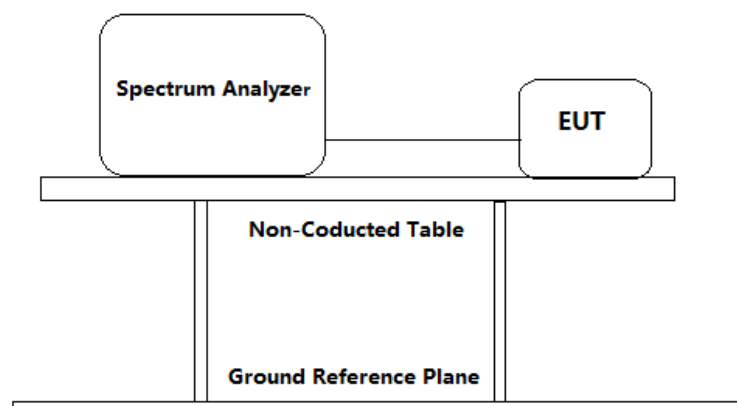 Spectrum Analyzer
EUT
Non-Coducted Table
Ground Reference Plane